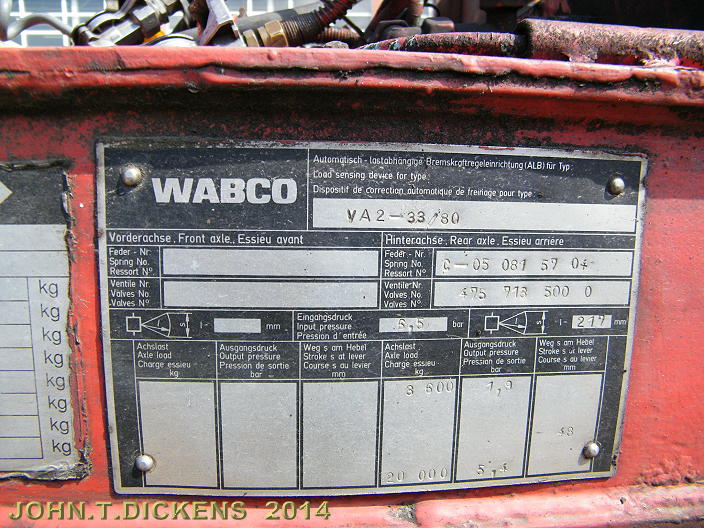 WABCO
Automatisch - lastabhängige Bremskraftregeleinrichtung (ALB) für Typ:
Load sensing device for type:
Dispositif de correction automatique de freinage pour type:
VA2-33/80
Vorderachse, Front axle, Essieu avant
Hinterachse, Rear axle, Essieu arrière
Feder - Nr.
Spring No.
Ressort Nº.
Feder - Nr.
Spring No.
Ressort Nº.
C-05 081 57 04
Ventile Nr.
Valves No.
Valves Nº.
Ventile Nr.
Valves No.
Valves Nº.
475 713 500 0
S l - mm
Eingangsdruck
Input pressure
Pression d'entrée
6,5 bar
S l - 217 mm
Achslast
Axle load
Charge essieu
kg
Ausgangsdruck
Output pressure
Pression de sortie
bar
Weg s am Hebel
Stroke s at lever
Course s au levier
mm
Achslast
Axle load
Charge essieu
kg
Ausgangsdruck
Output pressure
Pression de sortie
bar
Weg s am Hebel
Stroke s at lever
Course s au levier
mm
3 600 1,9
48
20 000 5,4
kg
kg
kg
kg
kg
kg
kg
kg
JOHN.T.DICKENS 2014